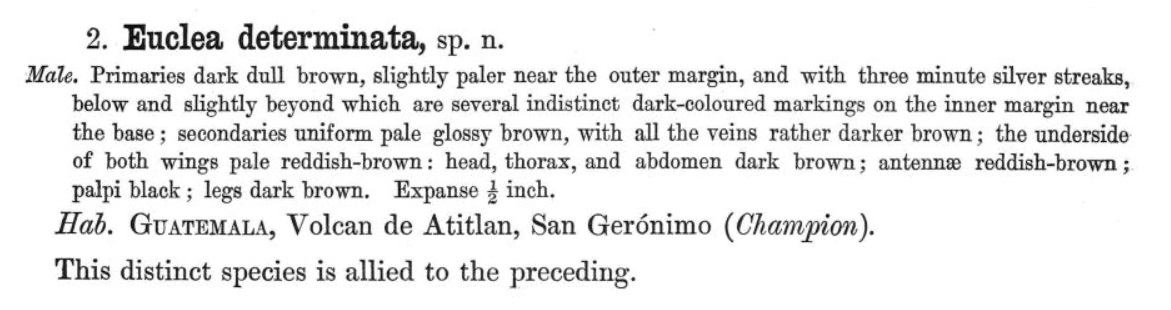 2. Euclea determinata, sp. n.
Male. Primaries dark dull brown, slightly paler near the outer margin, and with three minute silver streaks,
below and slightly beyond which are several indistinct dark-coloured markings on the inner margin near
the base; secondaries uniform pale glossy brown, with all the veins rather darker brown; the underside
of both wings pale reddish-brown: head, thorax, and abdomen dark brown; antennæ reddish-brown;
palpi black; legs dark brown. Expanse ½ inch.
Hab. GUATEMALA, Volcan de Atitlan, San Gerónimo (Champion).
This distinct species is allied to the preceding.